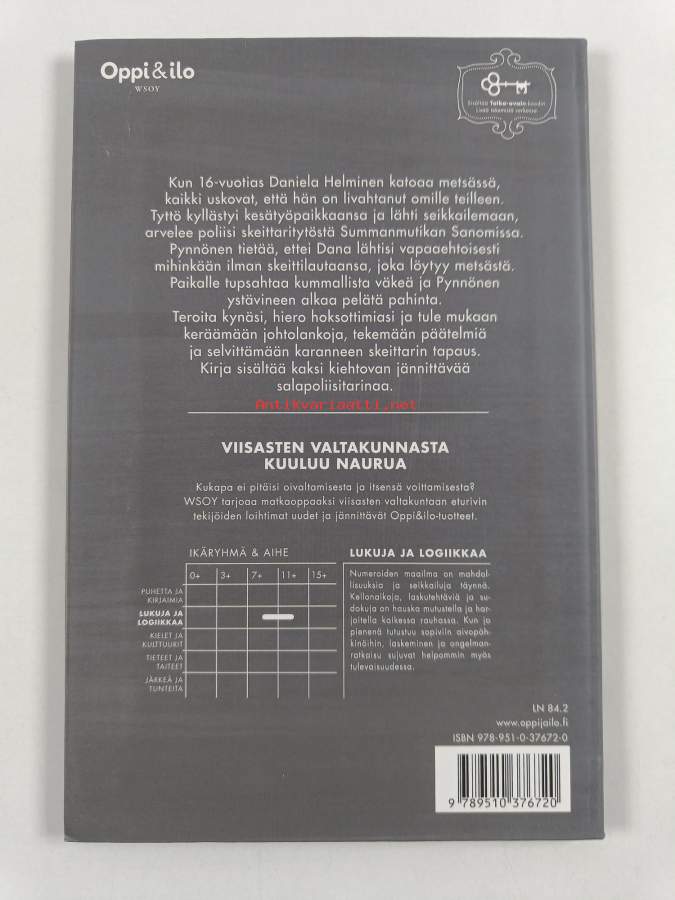 Oppi&ilo
WSOY
Sisältää Taika-avain-koodin
Lisää tekemistä verkossa
Kun 16-vuotias Daniela Helminen katoaa metsässä,
kaikki uskovat, että hän on livahtanut omille teilleen.
Tyttö kyllästyi kesätyöpaikkaansa ja lähti seikkailemaan,
arvelee poliisi skeittaritytöstä Summanmutikan Sanomissa.
Pynnönen tietää, ettei Dana lähtisi vapaaehtoisesti
mihinkään ilman skeittilautaansa, joka löytyy metsästä.
Paikalle tupsahtaa kummallista väkeä ja Pynnönen
ystävineen alkaa pelätä pahinta.
Teroita kynäsi, hiero hoksottimiasi ja tule mukaan
keräämään johtolankoja, tekemään päätelmiä
ja selvittämään karanneen skeittarin tapaus.
Kirja sisältää kaksi kiehtovan jännittävää
salapoliisitarinaa.
Antikvariaatti.net
VIISASTEN VALTAKUNNASTA
KUULUU NAURUA
Kukapa ei pitäisi oivaltamisesta ja itsensä voittamisesta?
WSOY tarjoaa matkaoppaaksi viisasten valtakuntaan eturivin
tekijöiden loihtimat uudet ja jännittävät Oppi&ilo-tuotteet.
IKÄRYHMÄ & AIHE
0+ 3+ 7+ 11+ 15+
PUHETTA JA
KIRJAIMIA
LUKUJA JA
LOGIIKKAA
KIELET JA
KULTTUURIT
TIETEET JA
TAITEET
JÄRKEÄ JA
TUNTEITA
LUKUJA JA LOGIIKKAA
Numeroiden maailma on mahdol-
lisuuksia ja seikkailuja täynnä.
Kellonaikoja, laskutehtäviä ja su-
dokuja on hauska mutustella ja har-
joitella kaikessa rauhassa. Kun jo
pienenä tutustuu sopiviin aivopäh-
kinöihin, laskeminen ja ongelman-
ratkaisu sujuvat helpommin myös
tulevaisuudessa.
LN 84.2
www.oppijailo.fi
ISBN 978-951-0-37672-0
9 789510 376720